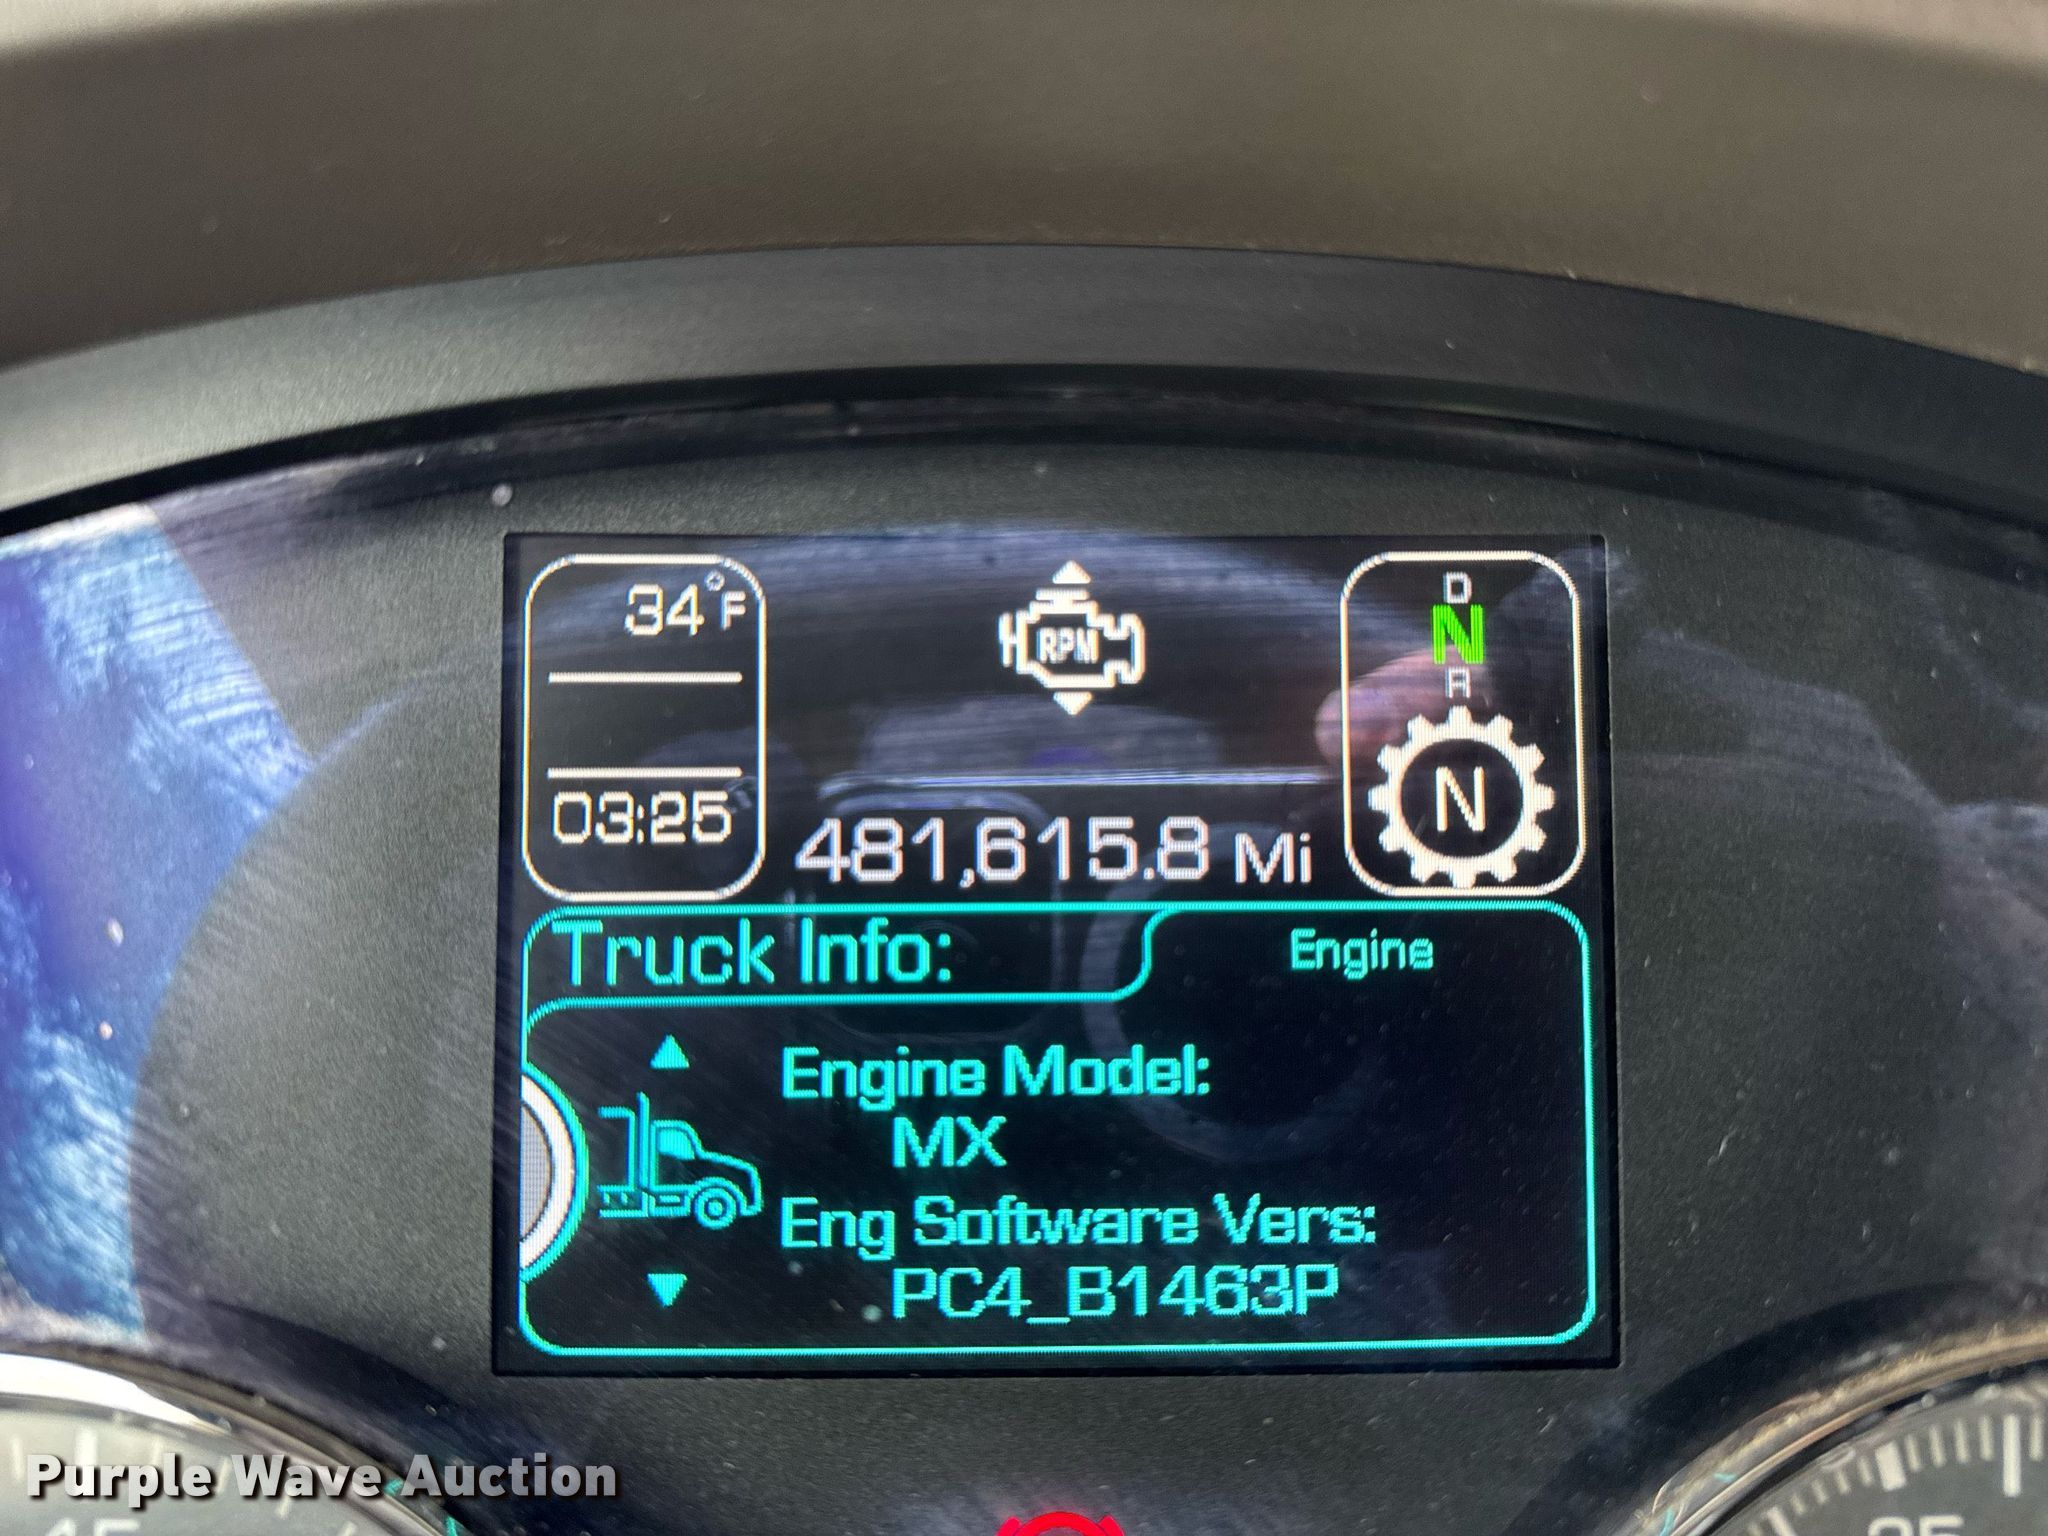 34°F
03:25
RPM
481,615.8 Mi
D
N
R
N
Truck Info:
Engine
Engine Model:
MX
Eng Software Vers:
PC4_B1463P
Purple Wave Auction